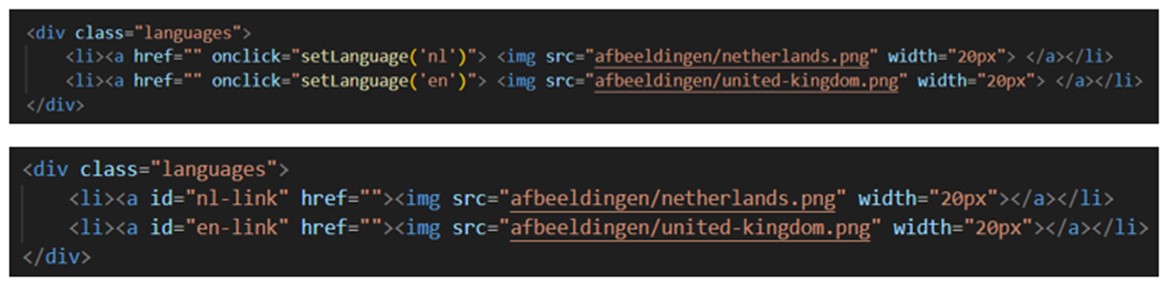 <div class="languages">
<li><a href="" onclick="setLanguage('nl')"> <img src="afbeeldingen/netherlands.png" width="20px"> </a></li>
<li><a href="" onclick="setLanguage('en')"> <img src="afbeeldingen/united-kingdom.png" width="20px"> </a></li>
</div>
<div class="languages">
<li><a id="nl-link" href=""><img src="afbeeldingen/netherlands.png" width="20px"></a></li>
<li><a id="en-link" href=""><img src="afbeeldingen/united-kingdom.png" width="20px"></a></li>
</div>